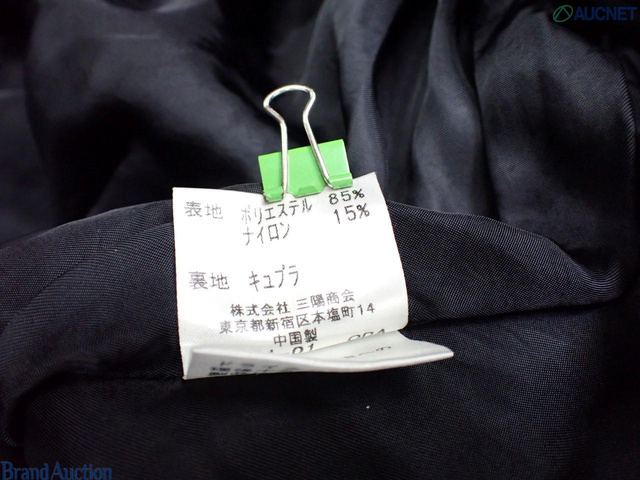 AUCNET
表地 ポリエステル 85%
ナイロン 15%
裏地 キュプラ
株式会社 三陽商会
東京都新宿区本塩町14
中国製
Brand Auction